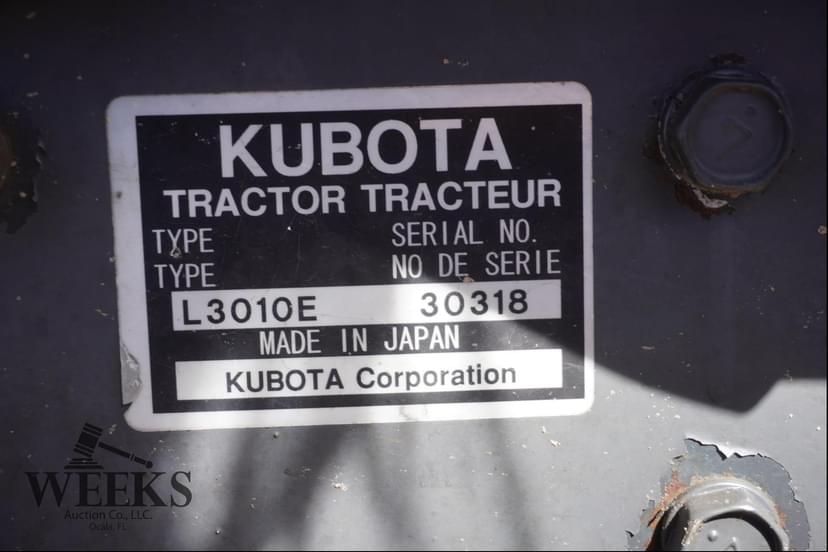 KUBOTA
TRACTOR TRACTEUR
TYPE SERIAL NO.
TYPE NO DE SERIE
L3010E 30318
MADE IN JAPAN
KUBOTA Corporation
WEEKS
Auction Co., LLC.
Ocala, FL
7